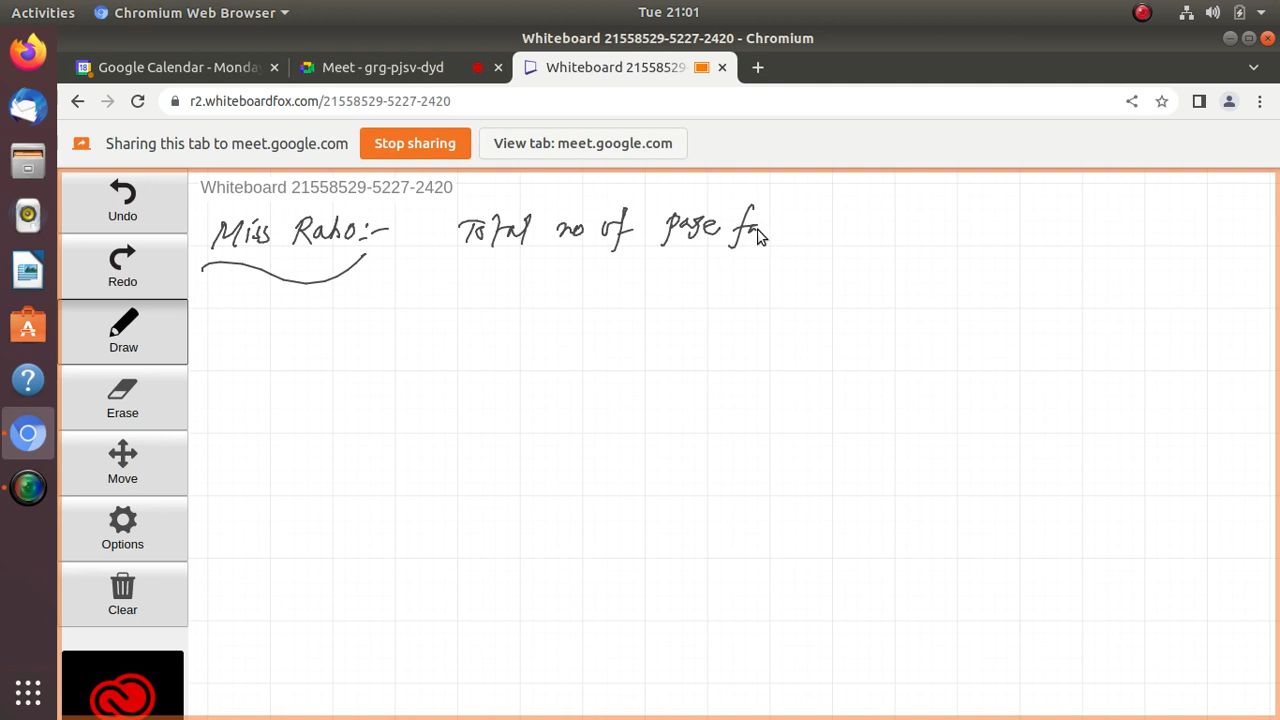 Activities
Chromium Web Browser
Tue 21:01
Whiteboard 21558529-5227-2420 - Chromium
Google Calendar - Monday
Meet - grg-pjsv-dyd
Whiteboard 21558529
r2.whiteboardfox.com/21558529-5227-2420
Sharing this tab to meet.google.com
Stop sharing
View tab: meet.google.com
Whiteboard 21558529-5227-2420
Miss Ratio:- Total no of page fa
Undo
Redo
Draw
Erase
Move
Options
Clear